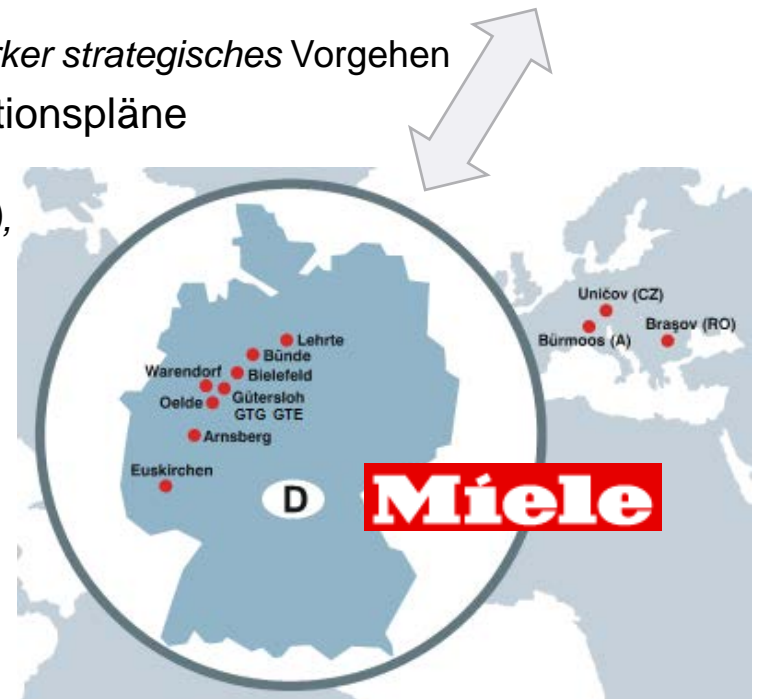 rker strategisches Vorgehen
tionspläne
),
Uničov (CZ)
Braşov (RO)
Bürmoos (A)
Lehrte
Bünde
Warendorf
Bielefeld
Oelde
Gütersloh
GTG GTE
Arnsberg
Euskirchen
D
Miele